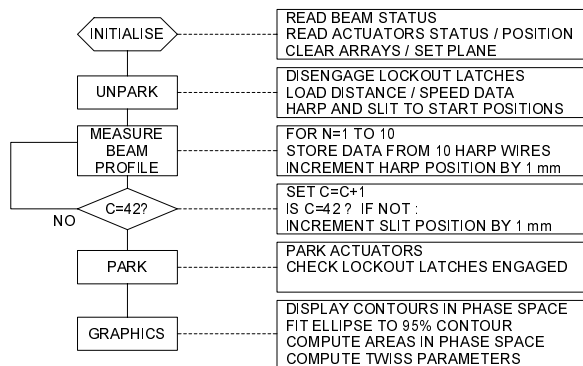 INITIALISE
READ BEAM STATUS
READ ACTUATORS STATUS / POSITION
CLEAR ARRAYS / SET PLANE
UNPARK
DISENGAGE LOCKOUT LATCHES
LOAD DISTANCE / SPEED DATA
HARP AND SLIT TO START POSITIONS
MEASURE
BEAM
PROFILE
FOR N=1 TO 10
STORE DATA FROM 10 HARP WIRES
INCREMENT HARP POSITION BY 1 mm
C=42?
NO
SET C=C+1
IS C=42 ? IF NOT :
INCREMENT SLIT POSITION BY 1 mm
PARK
PARK ACTUATORS
CHECK LOCKOUT LATCHES ENGAGED
GRAPHICS
DISPLAY CONTOURS IN PHASE SPACE
FIT ELLIPSE TO 95% CONTOUR
COMPUTE AREAS IN PHASE SPACE
COMPUTE TWISS PARAMETERS